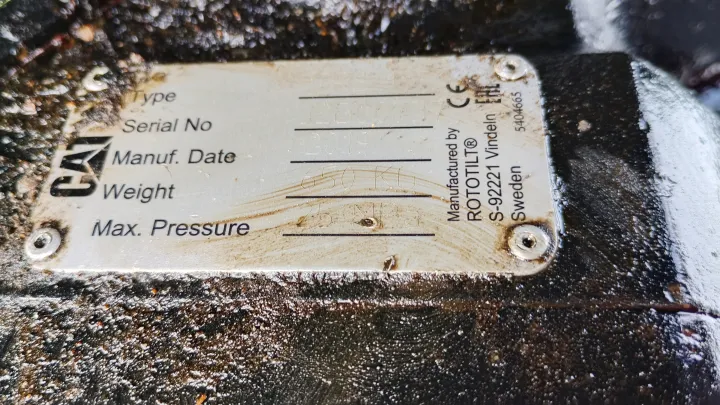 CAT
Type
Serial No
Manuf. Date
Weight
Max. Pressure
Manufactured by
ROTOTILT®
S-92221 Vindeln
Sweden
CE
EAC
5404665